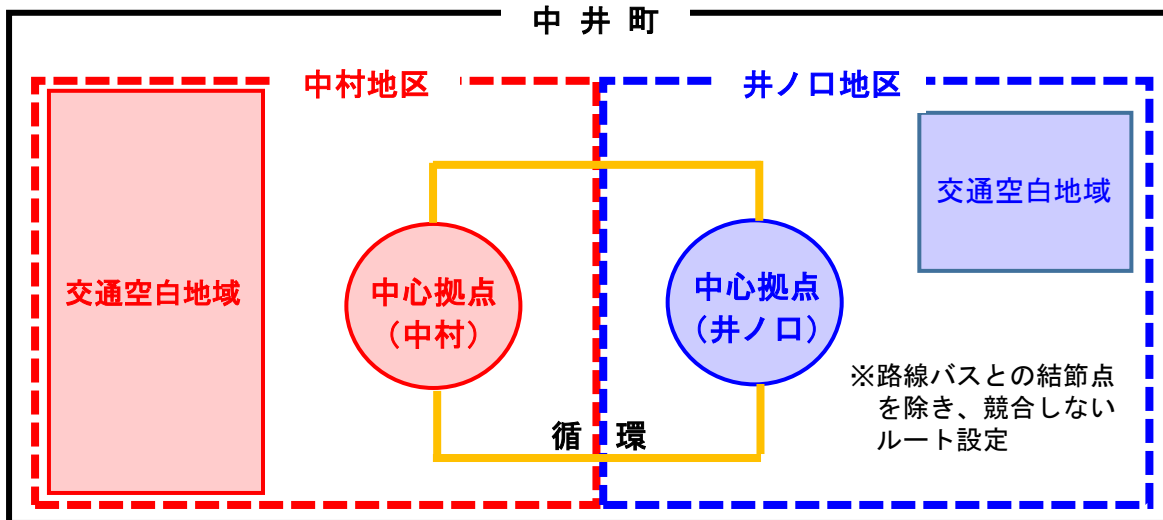 中井町
中村地区
井ノ口地区
交通空白地域
交通空白地域
中心拠点
（中村）
中心拠点
（井ノ口）
※路線バスとの結節点
を除き、競合しない
ルート設定
循環